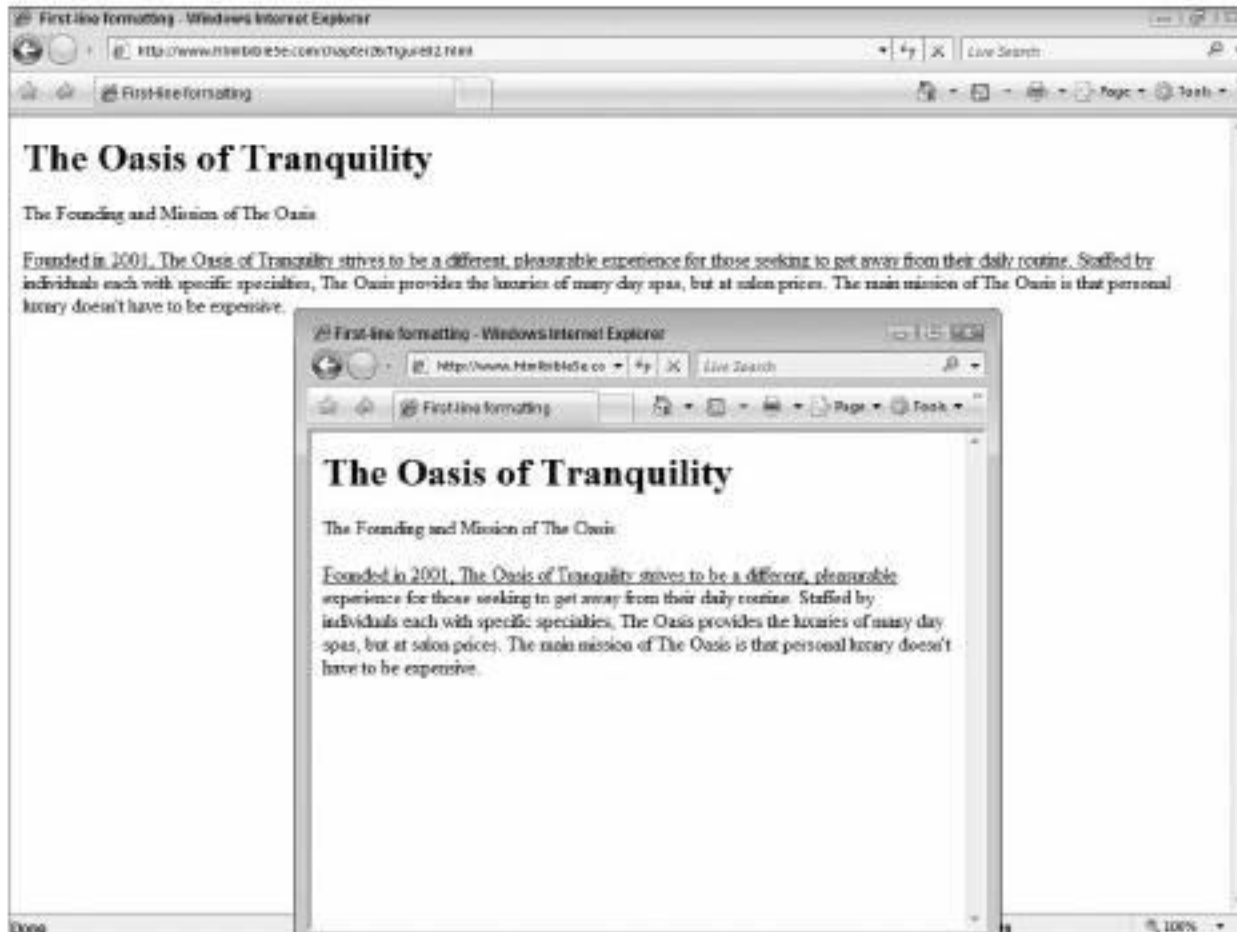 First-line formatting - Windows Internet Explorer
Live Search
First-line formatting
Page Tools
The Oasis of Tranquility
The Founding and Mission of The Oasis
Founded in 2001, The Oasis of Tranquility strives to be a different, pleasurable experience for those seeking to get away from their daily routine. Staffed by
individuals each with specific specialties, The Oasis provides the luxuries of many day spas, but at salon prices. The main mission of The Oasis is that personal
luxury doesn't have to be expensive.
First-line formatting - Windows Internet Explorer
Live Search
First-line formatting
Page Tools
The Oasis of Tranquility
The Founding and Mission of The Oasis
Founded in 2001, The Oasis of Tranquility strives to be a different, pleasurable
experience for those seeking to get away from their daily routine. Staffed by
individuals each with specific specialties, The Oasis provides the luxuries of many day
spas, but at salon prices. The main mission of The Oasis is that personal luxury doesn't
have to be expensive.
Done
100%